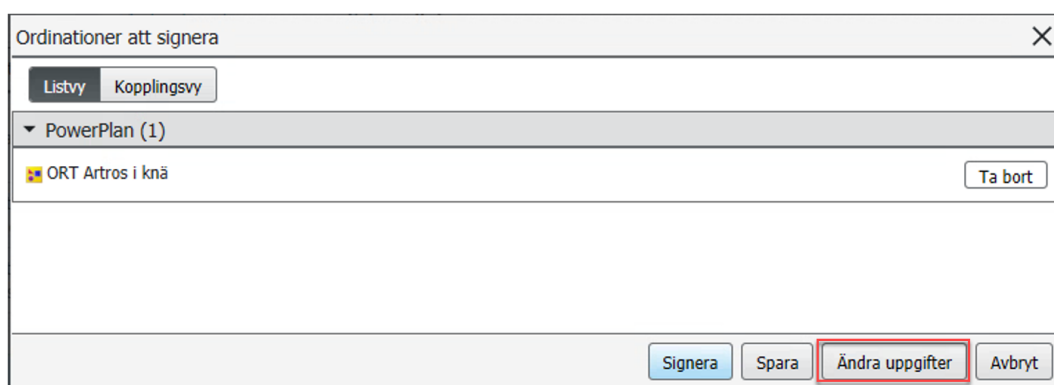 Ordinationer att signera
Listvy Kopplingsvy
PowerPlan (1)
ORT Artros i knä Ta bort
Signera Spara Ändra uppgifter Avbryt